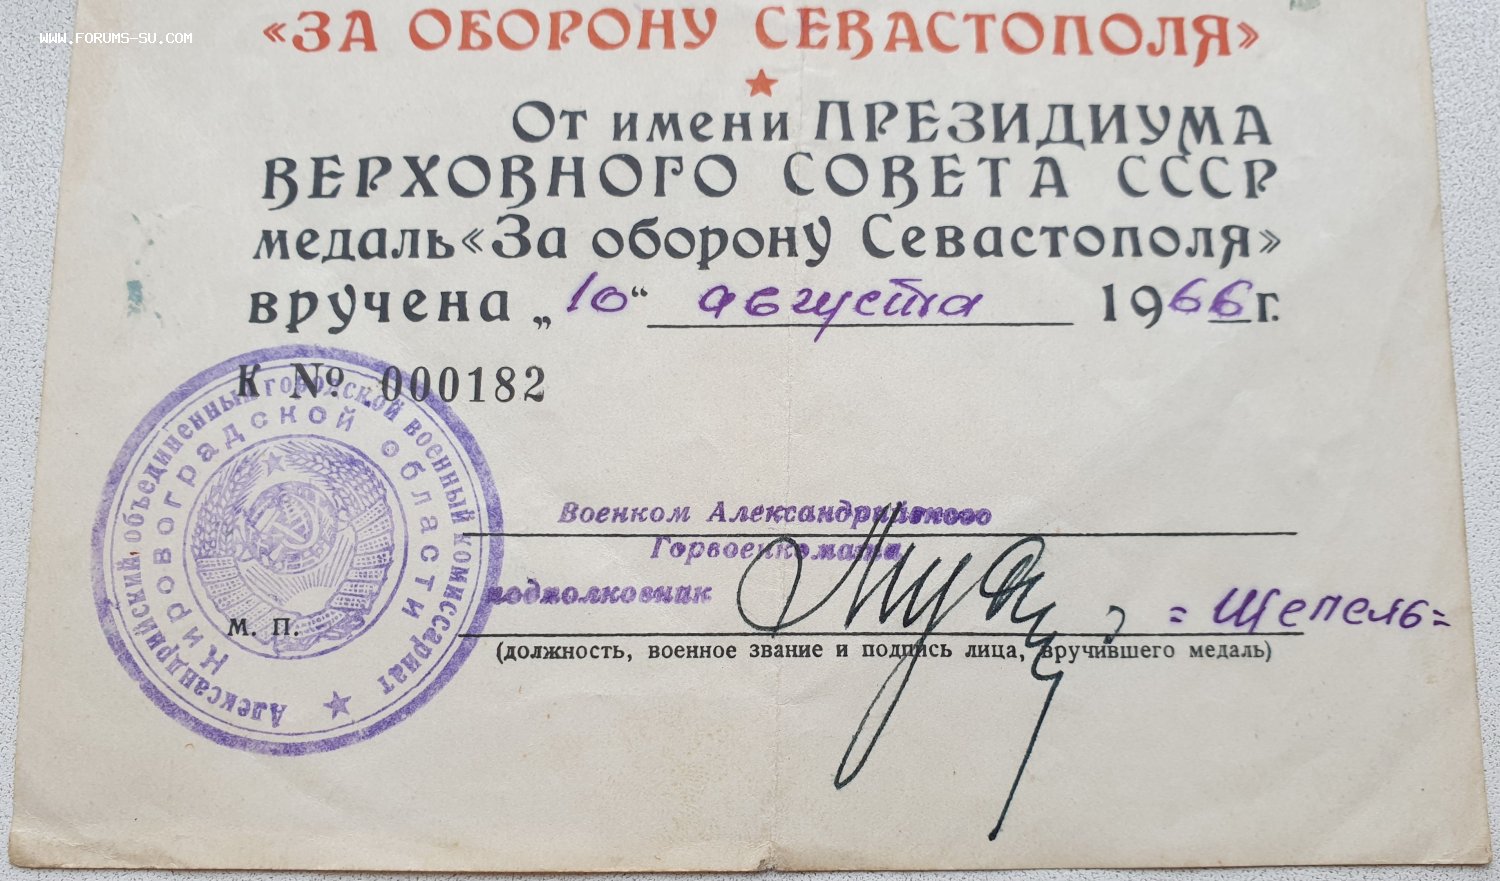 WWW.FORUMS-SU.COM
«ЗА ОБОРОНУ СЕВАСТОПОЛЯ»
От имени ПРЕЗИДИУМА
ВЕРХОВНОГО СОВЕТА СССР
медаль «За оборону Севастополя»
вручена „10“ августа 1966 г.
К № 000182
Александрийский объединенный городской военный комиссариат
Кировоградской области
Военком Александрийского
Горвоенкомата
подполковник
= Шепель =
М. П.
(должность, военное звание и подпись лица, вручившего медаль)